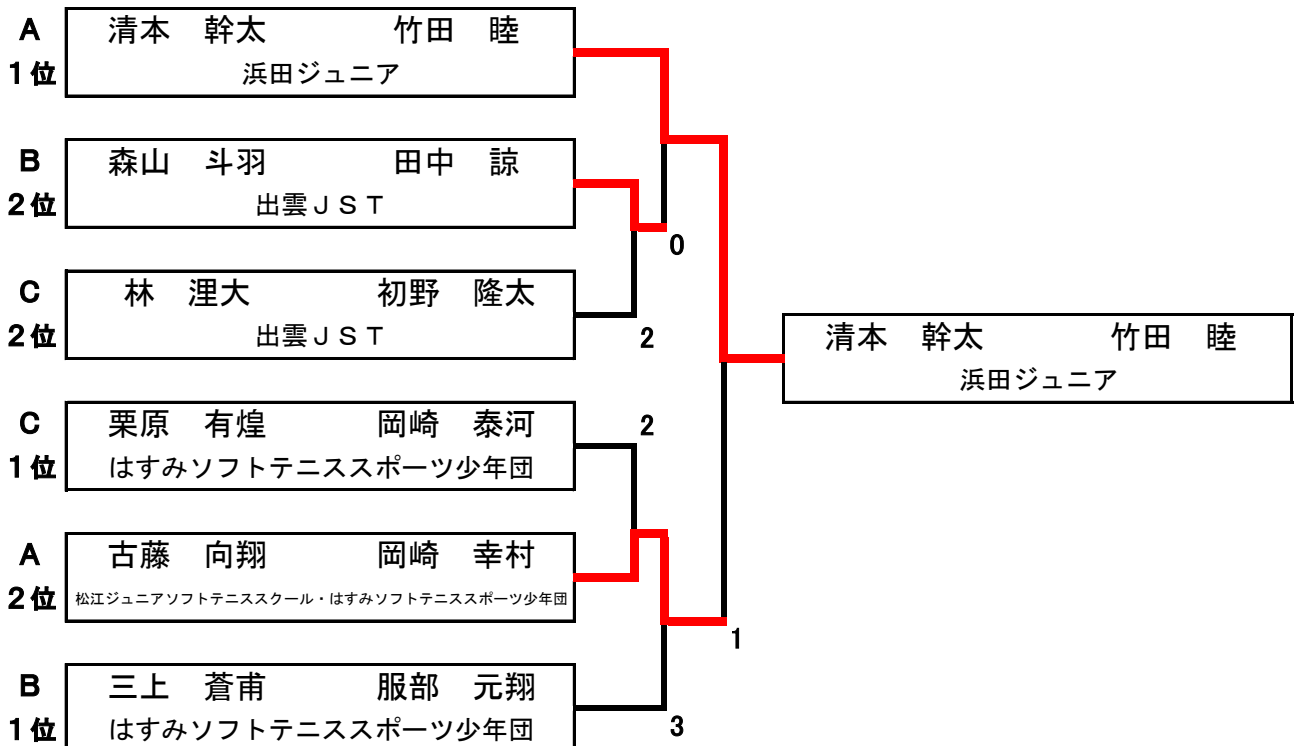 A
1位
清本 幹太 竹田 睦
浜田ジュニア
B
2位
森山 斗羽 田中 諒
出雲JST
0
C
2位
林 浬大 初野 隆太
出雲JST
2
清本 幹太 竹田 睦
浜田ジュニア
C
1位
栗原 有煌 岡崎 泰河
はすみソフトテニススポーツ少年団
2
A
2位
古藤 向翔 岡崎 幸村
松江ジュニアソフトテニススクール・はすみソフトテニススポーツ少年団
1
B
1位
三上 蒼甫 服部 元翔
はすみソフトテニススポーツ少年団
3